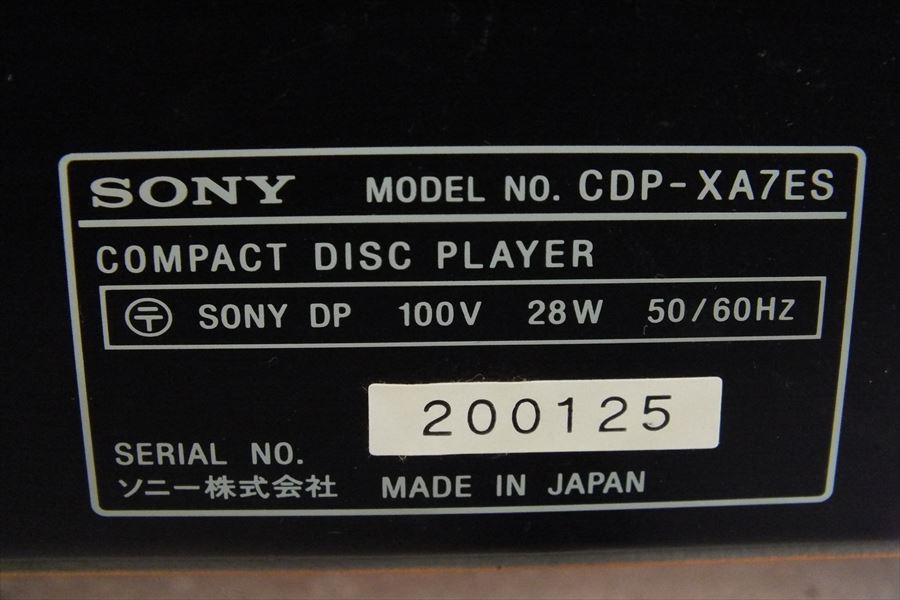 SONY MODEL NO. CDP-XA7ES
COMPACT DISC PLAYER
〒 SONY DP 100V 28W 50/60Hz
200125
SERIAL NO.
ソニー株式会社 MADE IN JAPAN